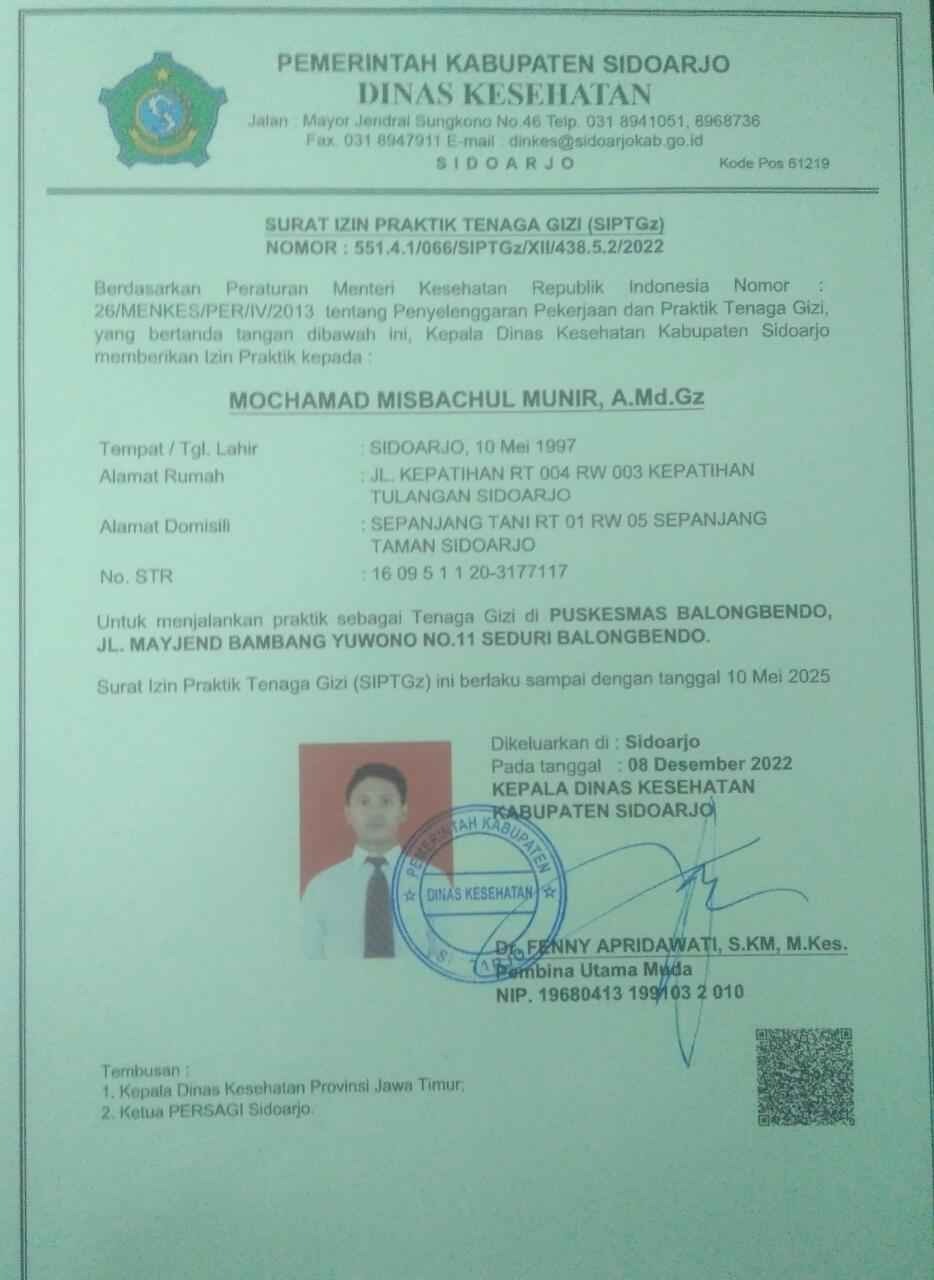 PEMERINTAH KABUPATEN SIDOARJO
DINAS KESEHATAN
Jalan : Mayor Jendral Sungkono No.46 Telp. 031 8941051, 8968736
Fax. 031 8947911 E-mail : dinkes@sidoarjokab.go.id
S I D O A R J O Kode Pos 61219
SURAT IZIN PRAKTIK TENAGA GIZI (SIPTGz)
NOMOR : 551.4.1/066/SIPTGz/XII/438.5.2/2022
Berdasarkan Peraturan Menteri Kesehatan Republik Indonesia Nomor :
26/MENKES/PER/IV/2013 tentang Penyelenggaran Pekerjaan dan Praktik Tenaga Gizi,
yang bertanda tangan dibawah ini, Kepala Dinas Kesehatan Kabupaten Sidoarjo
memberikan Izin Praktik kepada :
MOCHAMAD MISBACHUL MUNIR, A.Md.Gz
Tempat / Tgl. Lahir : SIDOARJO, 10 Mei 1997
Alamat Rumah : JL. KEPATIHAN RT 004 RW 003 KEPATIHAN
TULANGAN SIDOARJO
Alamat Domisili : SEPANJANG TANI RT 01 RW 05 SEPANJANG
TAMAN SIDOARJO
No. STR : 16 09 5 1 1 20-3177117
Untuk menjalankan praktik sebagai Tenaga Gizi di PUSKESMAS BALONGBENDO,
JL. MAYJEND BAMBANG YUWONO NO.11 SEDURI BALONGBENDO.
Surat Izin Praktik Tenaga Gizi (SIPTGz) ini berlaku sampai dengan tanggal 10 Mei 2025
Dikeluarkan di : Sidoarjo
Pada tanggal : 08 Desember 2022
KEPALA DINAS KESEHATAN
KABUPATEN SIDOARJO
PEMERINTAH KABUPATEN
DINAS KESEHATAN
Dr. FENNY APRIDAWATI, S.KM, M.Kes.
Pembina Utama Muda
NIP. 19680413 199103 2 010
Tembusan :
1. Kepala Dinas Kesehatan Provinsi Jawa Timur;
2. Ketua PERSAGI Sidoarjo.